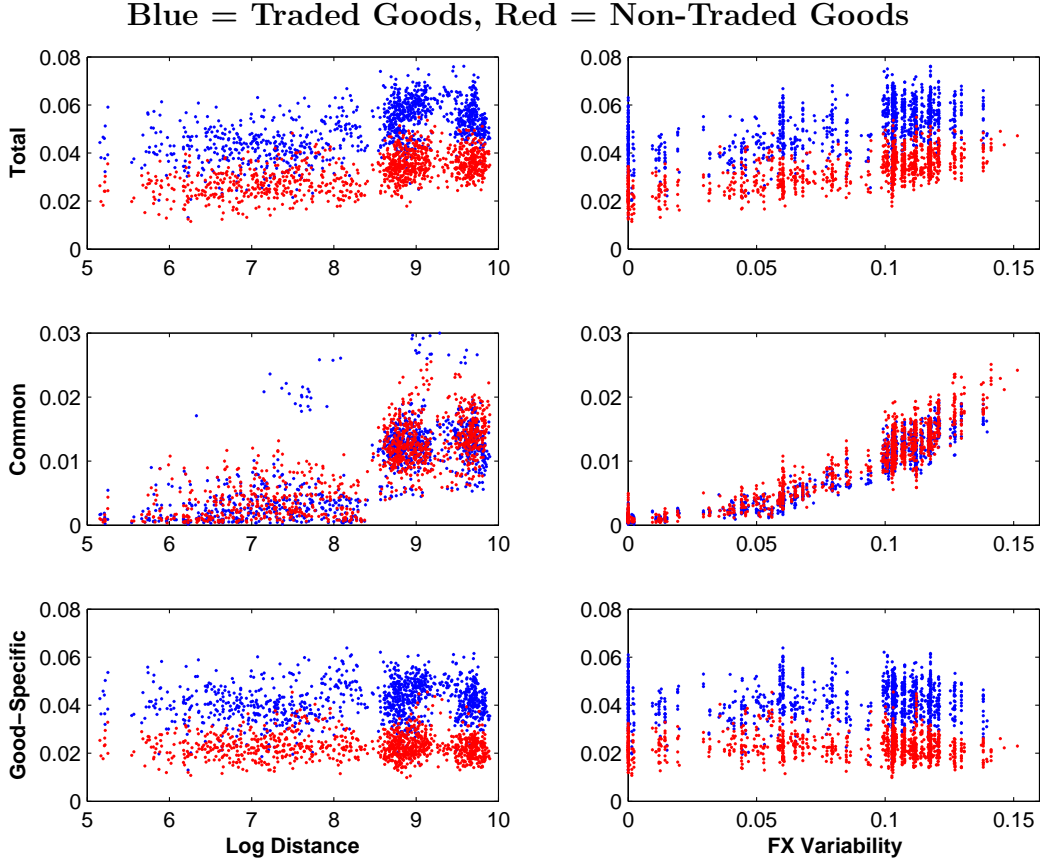 Blue = Traded Goods, Red = Non-Traded Goods
Total
0.08
0.06
0.04
0.02
0
5 6 7 8 9 10
0 0.05 0.1 0.15
0.08
0.06
0.04
0.02
0
Common
0.03
0.02
0.01
0
5 6 7 8 9 10
0 0.05 0.1 0.15
0.03
0.02
0.01
0
Good−Specific
0.08
0.06
0.04
0.02
0
5 6 7 8 9 10
Log Distance
0.08
0.06
0.04
0.02
0
0 0.05 0.1 0.15
FX Variability